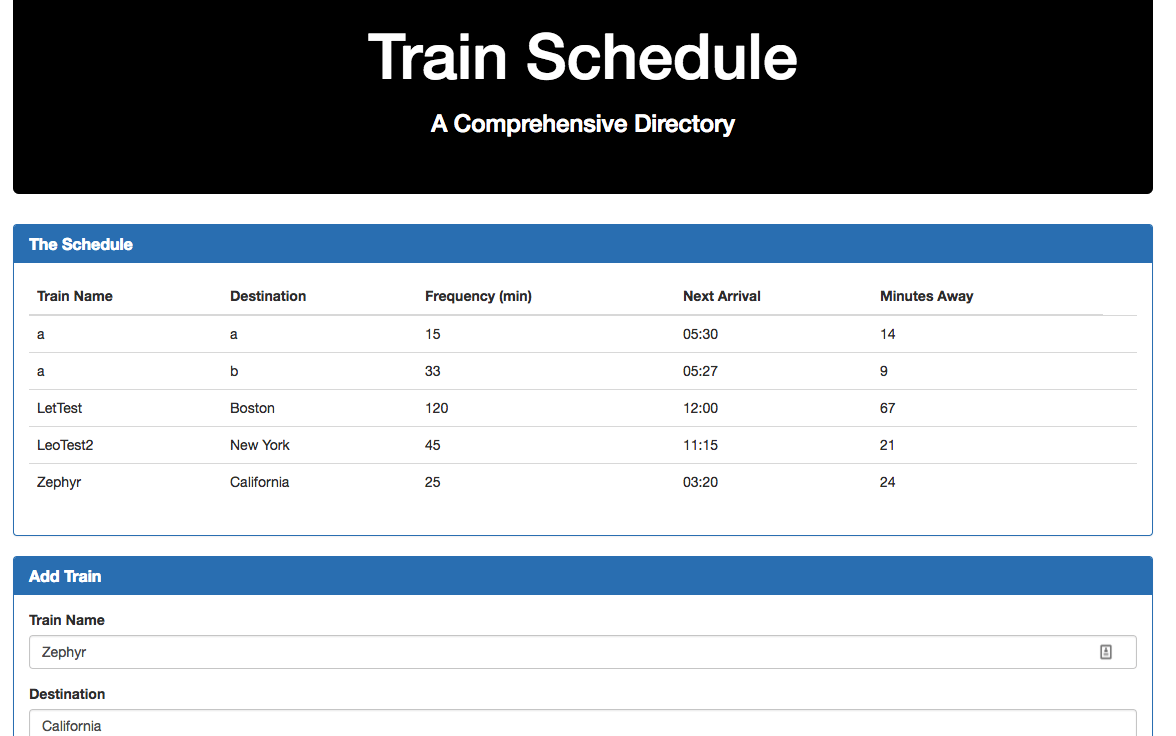 Train Schedule
A Comprehensive Directory
The Schedule
Train Name Destination Frequency (min) Next Arrival Minutes Away
a a 15 05:30 14
a b 33 05:27 9
LetTest Boston 120 12:00 67
LeoTest2 New York 45 11:15 21
Zephyr California 25 03:20 24
Add Train
Train Name
Zephyr
Destination
California